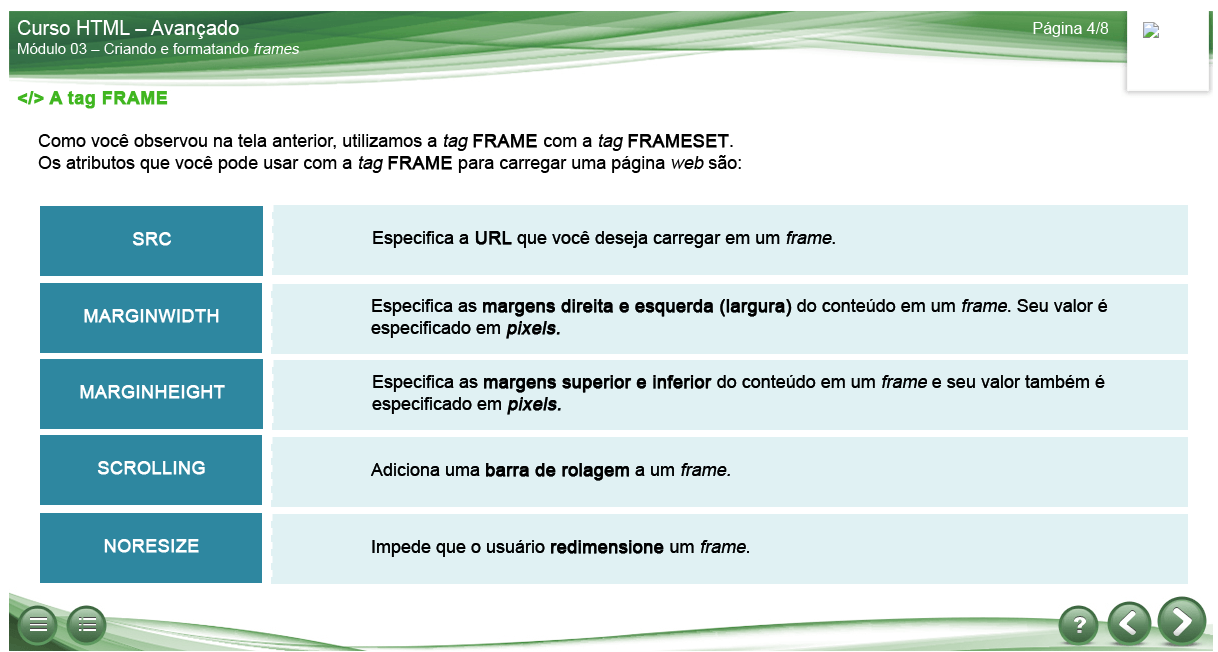 Curso HTML – Avançado
Página 4/8
Módulo 03 – Criando e formatando frames
</> A tag FRAME
Como você observou na tela anterior, utilizamos a tag FRAME com a tag FRAMESET.
Os atributos que você pode usar com a tag FRAME para carregar uma página web são:
SRC
Especifica a URL que você deseja carregar em um frame.
MARGINWIDTH
Especifica as margens direita e esquerda (largura) do conteúdo em um frame. Seu valor é
especificado em pixels.
MARGINHEIGHT
Especifica as margens superior e inferior do conteúdo em um frame e seu valor também é
especificado em pixels.
SCROLLING
Adiciona uma barra de rolagem a um frame.
NORESIZE
Impede que o usuário redimensione um frame.
?